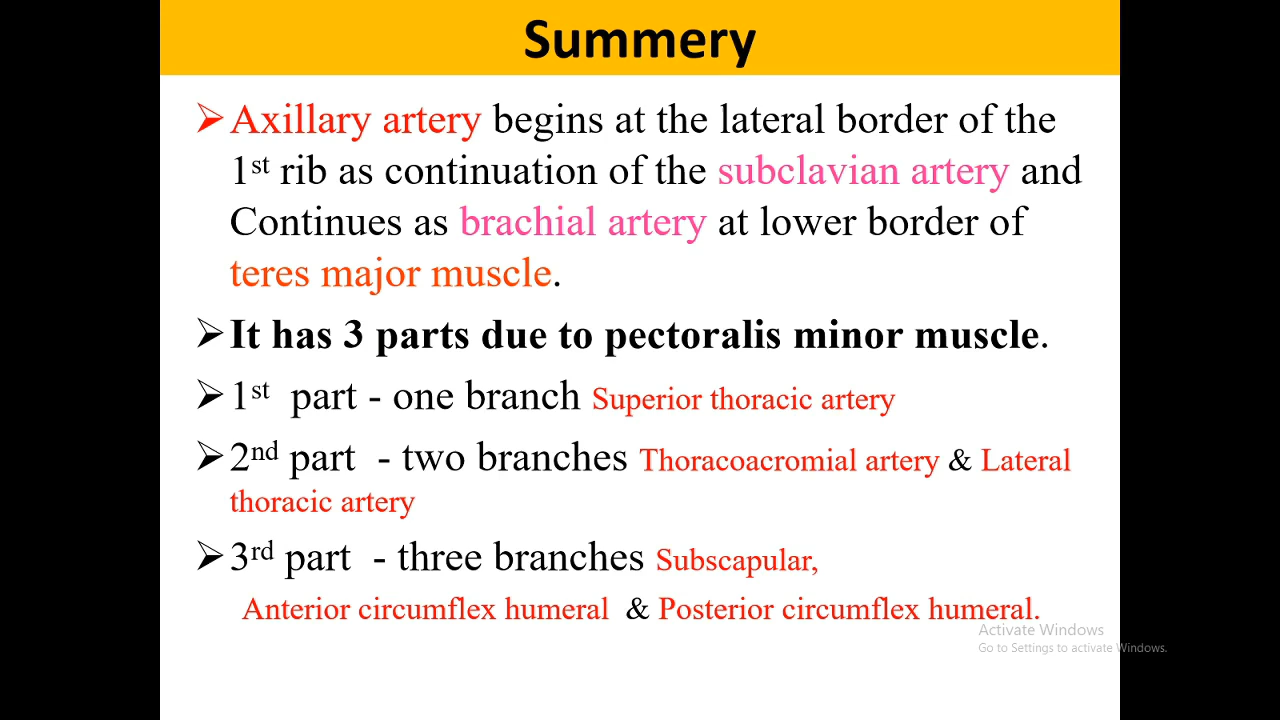 Summery
➢Axillary artery begins at the lateral border of the
1st rib as continuation of the subclavian artery and
Continues as brachial artery at lower border of
teres major muscle.
➢It has 3 parts due to pectoralis minor muscle.
➢1st part - one branch Superior thoracic artery
➢2nd part - two branches Thoracoacromial artery & Lateral
thoracic artery
➢3rd part - three branches Subscapular,
Anterior circumflex humeral & Posterior circumflex humeral.
Activate Windows
Go to Settings to activate Windows.